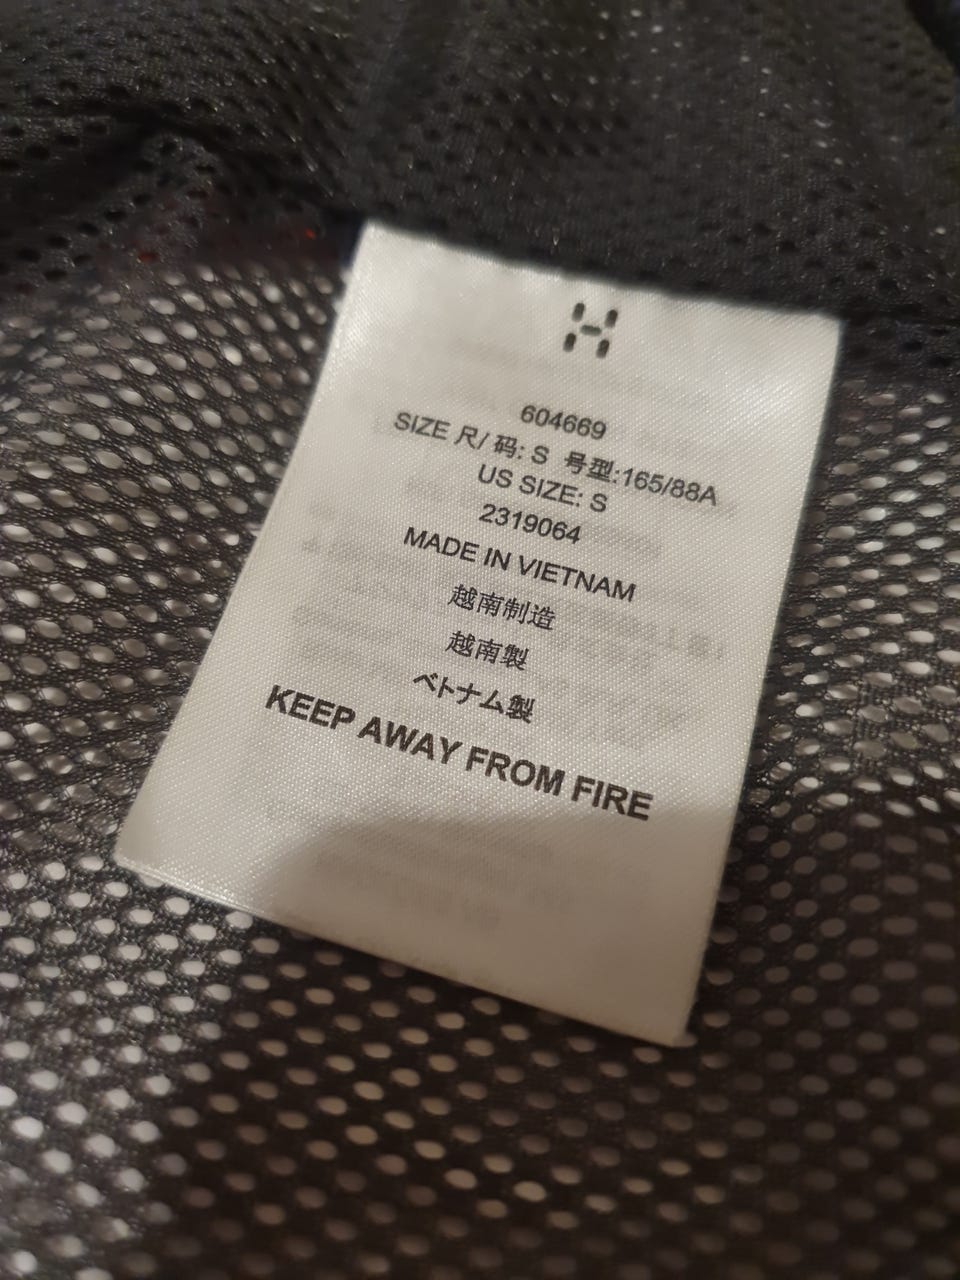 H
604669
SIZE 尺/ 码: S 号型:165/88A
US SIZE: S
2319064
MADE IN VIETNAM
越南制造
越南製
ベトナム製
KEEP AWAY FROM FIRE